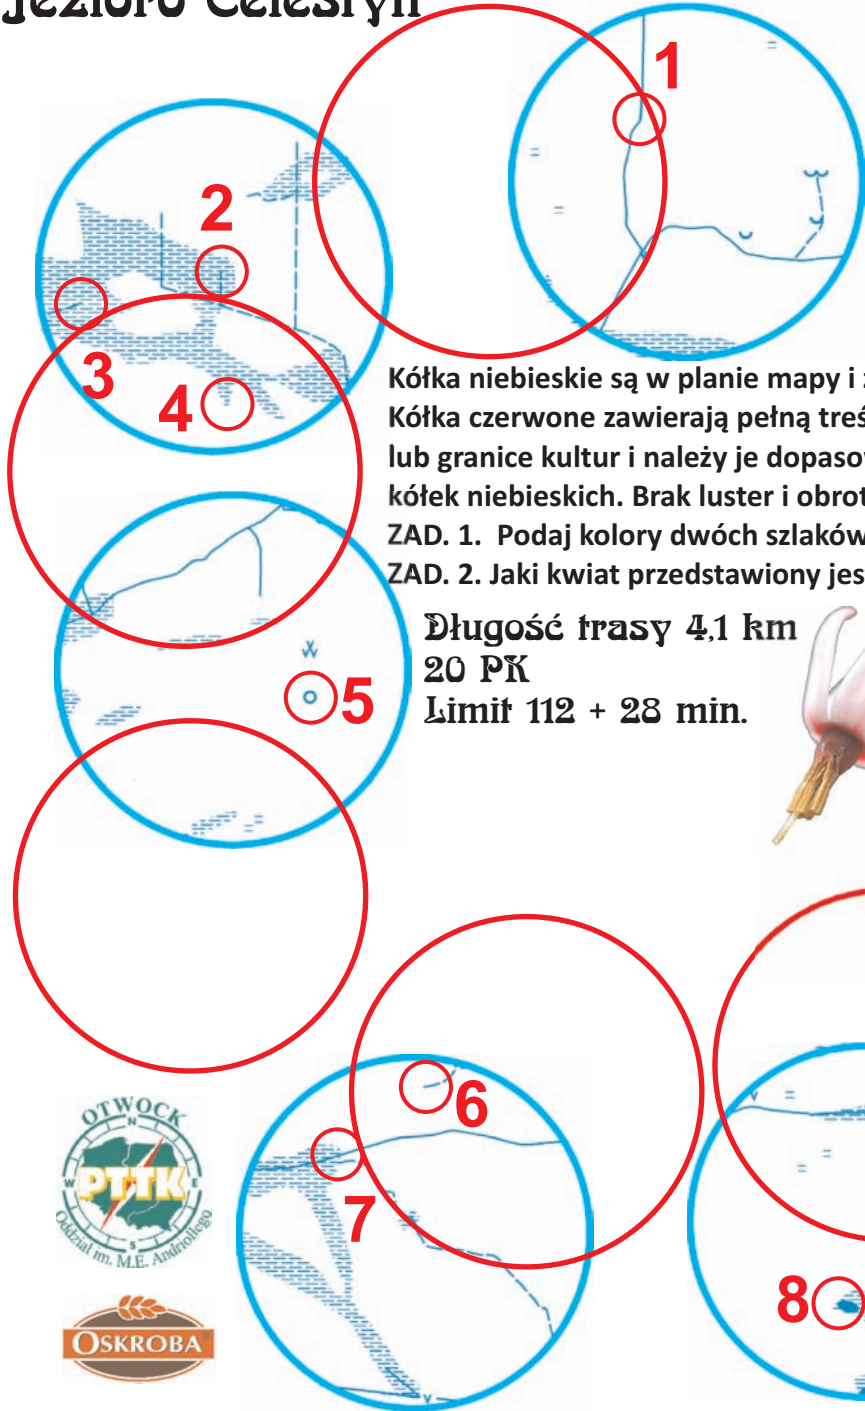 jezioro Celestyn
1
2
3
4
Kółka niebieskie są w planie mapy i
Kółka czerwone zawierają pełną treś
lub granice kultur i należy je dopaso
kółek niebieskich. Brak luster i obrot
ZAD. 1. Podaj kolory dwóch szlaków
ZAD. 2. Jaki kwiat przedstawiony jes
Długość trasy 4,1 km
20 PK
Limit 112 + 28 min.
5
6
7
8
OTWOCK
N
W E
PTTK
S
Oddział im. M.E. Andriollego
OSKROBA